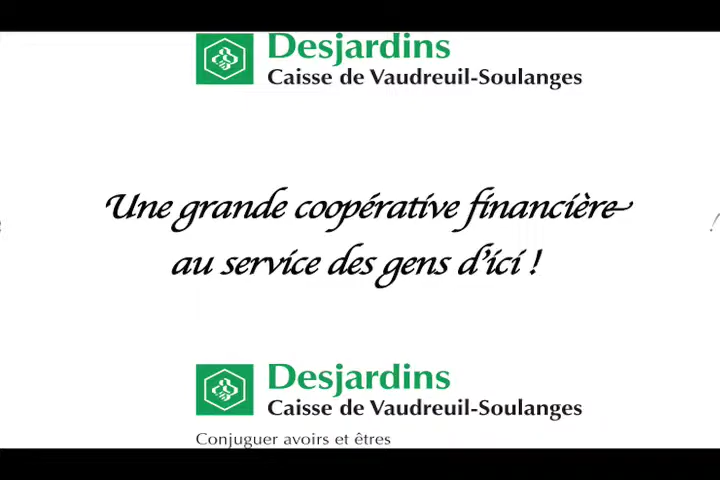 Desjardins
Caisse de Vaudreuil-Soulanges
Une grande coopérative financière
au service des gens d'ici !
Desjardins
Caisse de Vaudreuil-Soulanges
Conjuguer avoirs et êtres